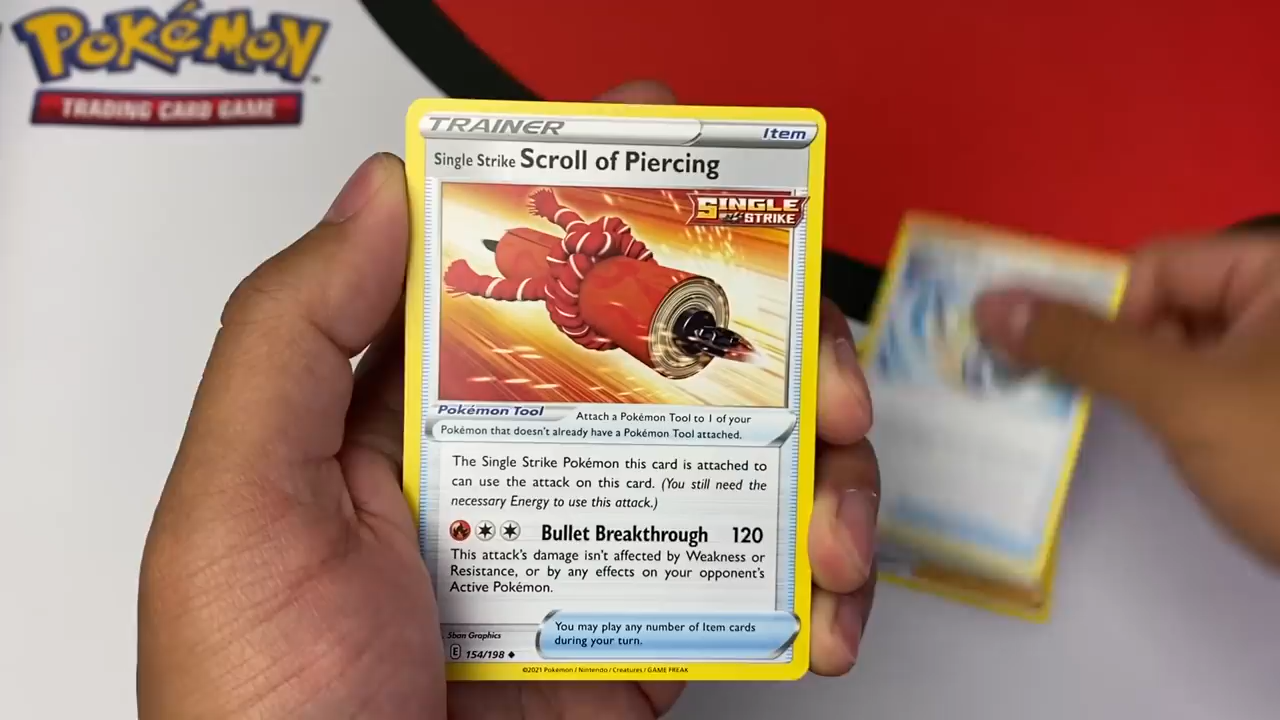 POKéMON
TRADING CARD GAME
TRAINER
Item
Single Strike Scroll of Piercing
SINGLE
STRIKE
Pokémon Tool
Attach a Pokémon Tool to 1 of your
Pokémon that doesn't already have a Pokémon Tool attached.
The Single Strike Pokémon this card is attached to
can use the attack on this card. (You still need the
necessary Energy to use this attack.)
Bullet Breakthrough 120
This attack's damage isn't affected by Weakness or
Resistance, or by any effects on your opponent's
Active Pokémon.
You may play any number of Item cards
during your turn.
5ban Graphics
E 154/198
©2021 Pokémon / Nintendo / Creatures / GAME FREAK